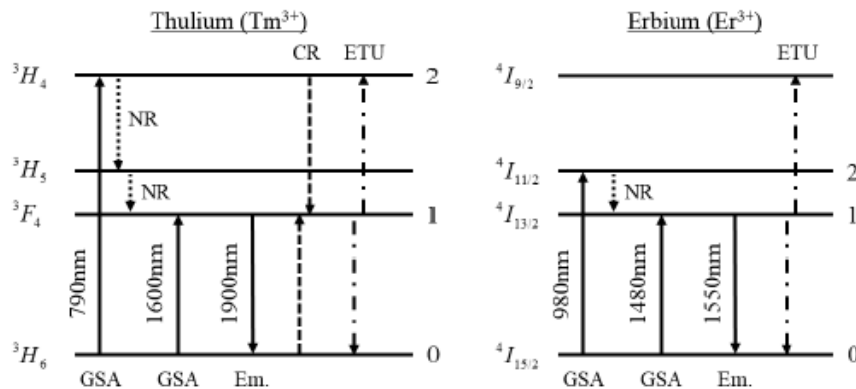 Thulium (Tm³⁺) Erbium (Er³⁺)
CR ETU ETU
³H₄ 2 ⁴I₉/₂
NR
³H₅ ⁴I₁₁/₂ 2
NR NR
³F₄ 1 ⁴I₁₃/₂ 1
790nm 1600nm 1900nm 980nm 1480nm 1550nm
³H₆ 0 ⁴I₁₅/₂ 0
GSA GSA Em. GSA GSA Em.